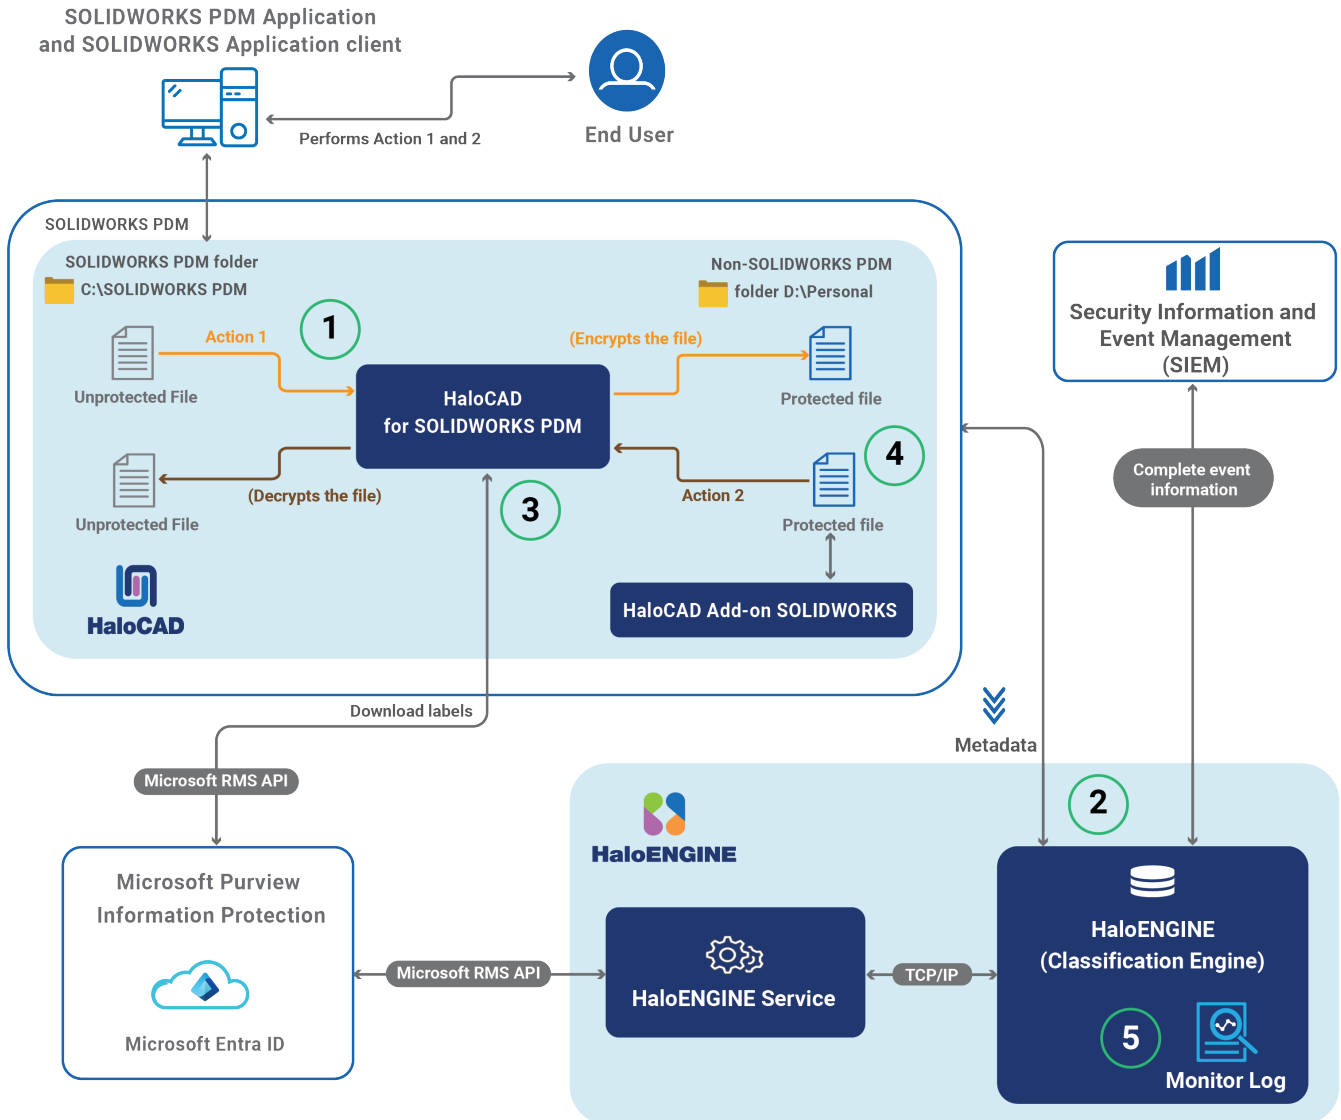 SOLIDWORKS PDM Application
and SOLIDWORKS Application client
Performs Action 1 and 2
End User
SOLIDWORKS PDM
SOLIDWORKS PDM folder
C:\SOLIDWORKS PDM
Non-SOLIDWORKS PDM
folder D:\Personal
Action 1
1
(Encrypts the file)
Unprotected File
HaloCAD
for SOLIDWORKS PDM
Protected file
4
(Decrypts the file)
3
Action 2
Unprotected File
Protected file
HaloCAD
HaloCAD Add-on SOLIDWORKS
Security Information and
Event Management
(SIEM)
Complete event
information
Download labels
Metadata
Microsoft RMS API
2
HaloENGINE
Microsoft Purview
Information Protection
Microsoft Entra ID
Microsoft RMS API
HaloENGINE Service
TCP/IP
HaloENGINE
(Classification Engine)
5
Monitor Log